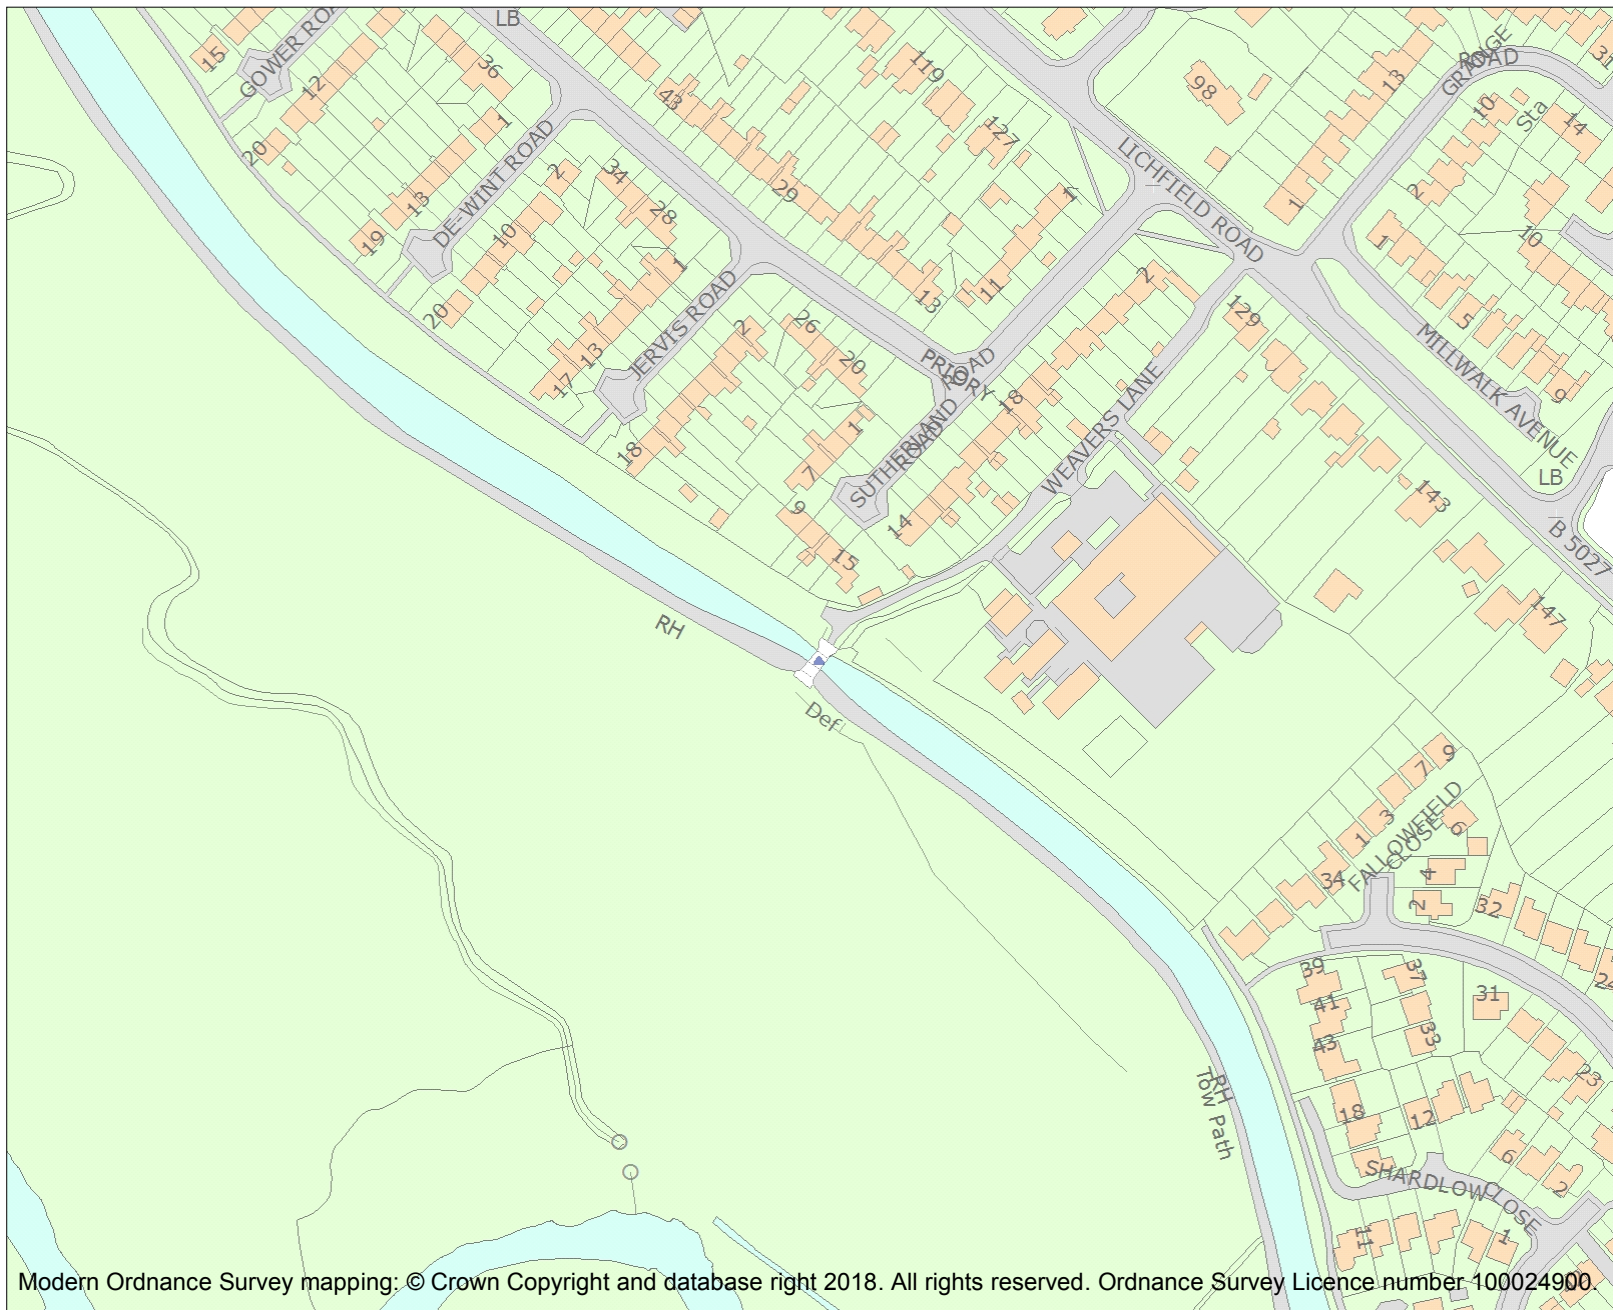 LB
GOWER ROA
15
12
36
20
43
119
98
13
GRANGE
ROAD
31
10
Sta
14
1
127
LICHFIELD ROAD
DE-WINT ROAD
2
34
29
1
1
2
13
28
19
10
10
1
11
13
2
20
1
129
5
MILLWALK AVENUE
JERVIS ROAD
2
26
20
PRIORY
ROAD
13
17
18
9
WEAVERS LANE
1
SUTHERLAND
ROAD
18
7
LB
143
9
14
B 5027
15
147
RH
Def
9
7
3
FALLOWFIELD
CLOSE
6
1
34
4
2
32
39
37
24
41
31
43
33
23
RH
Tow Path
18
12
6
SHARDLOW
CLOSE
2
11
1
Modern Ordnance Survey mapping: © Crown Copyright and database right 2018. All rights reserved. Ordnance Survey Licence number 100024900.